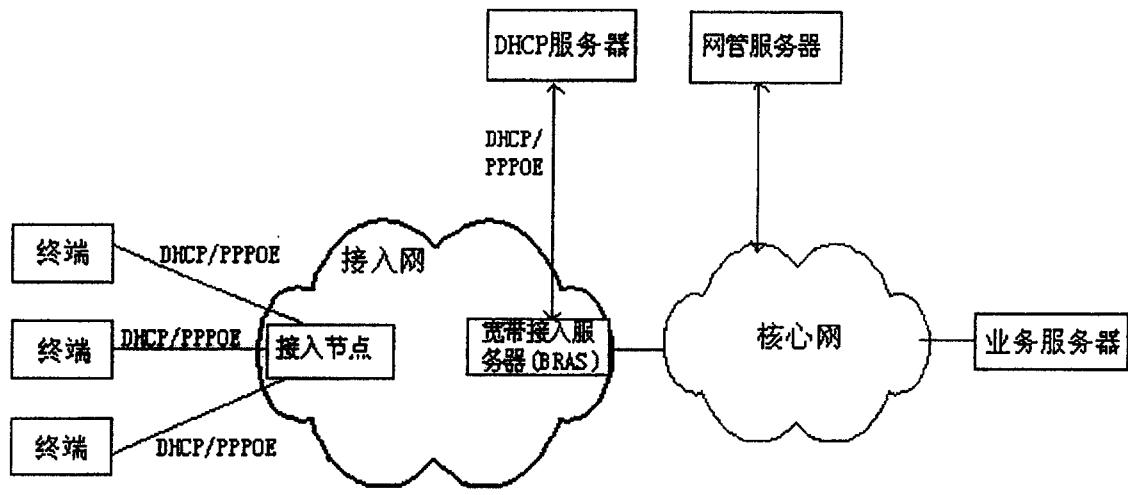 DHCP服务器
网管服务器
DHCP/
PPPOE
终端
DHCP/PPPOE
接入网
终端
DHCP/PPPOE
接入节点
宽带接入服
务器(BRAS)
核心网
业务服务器
终端
DHCP/PPPOE